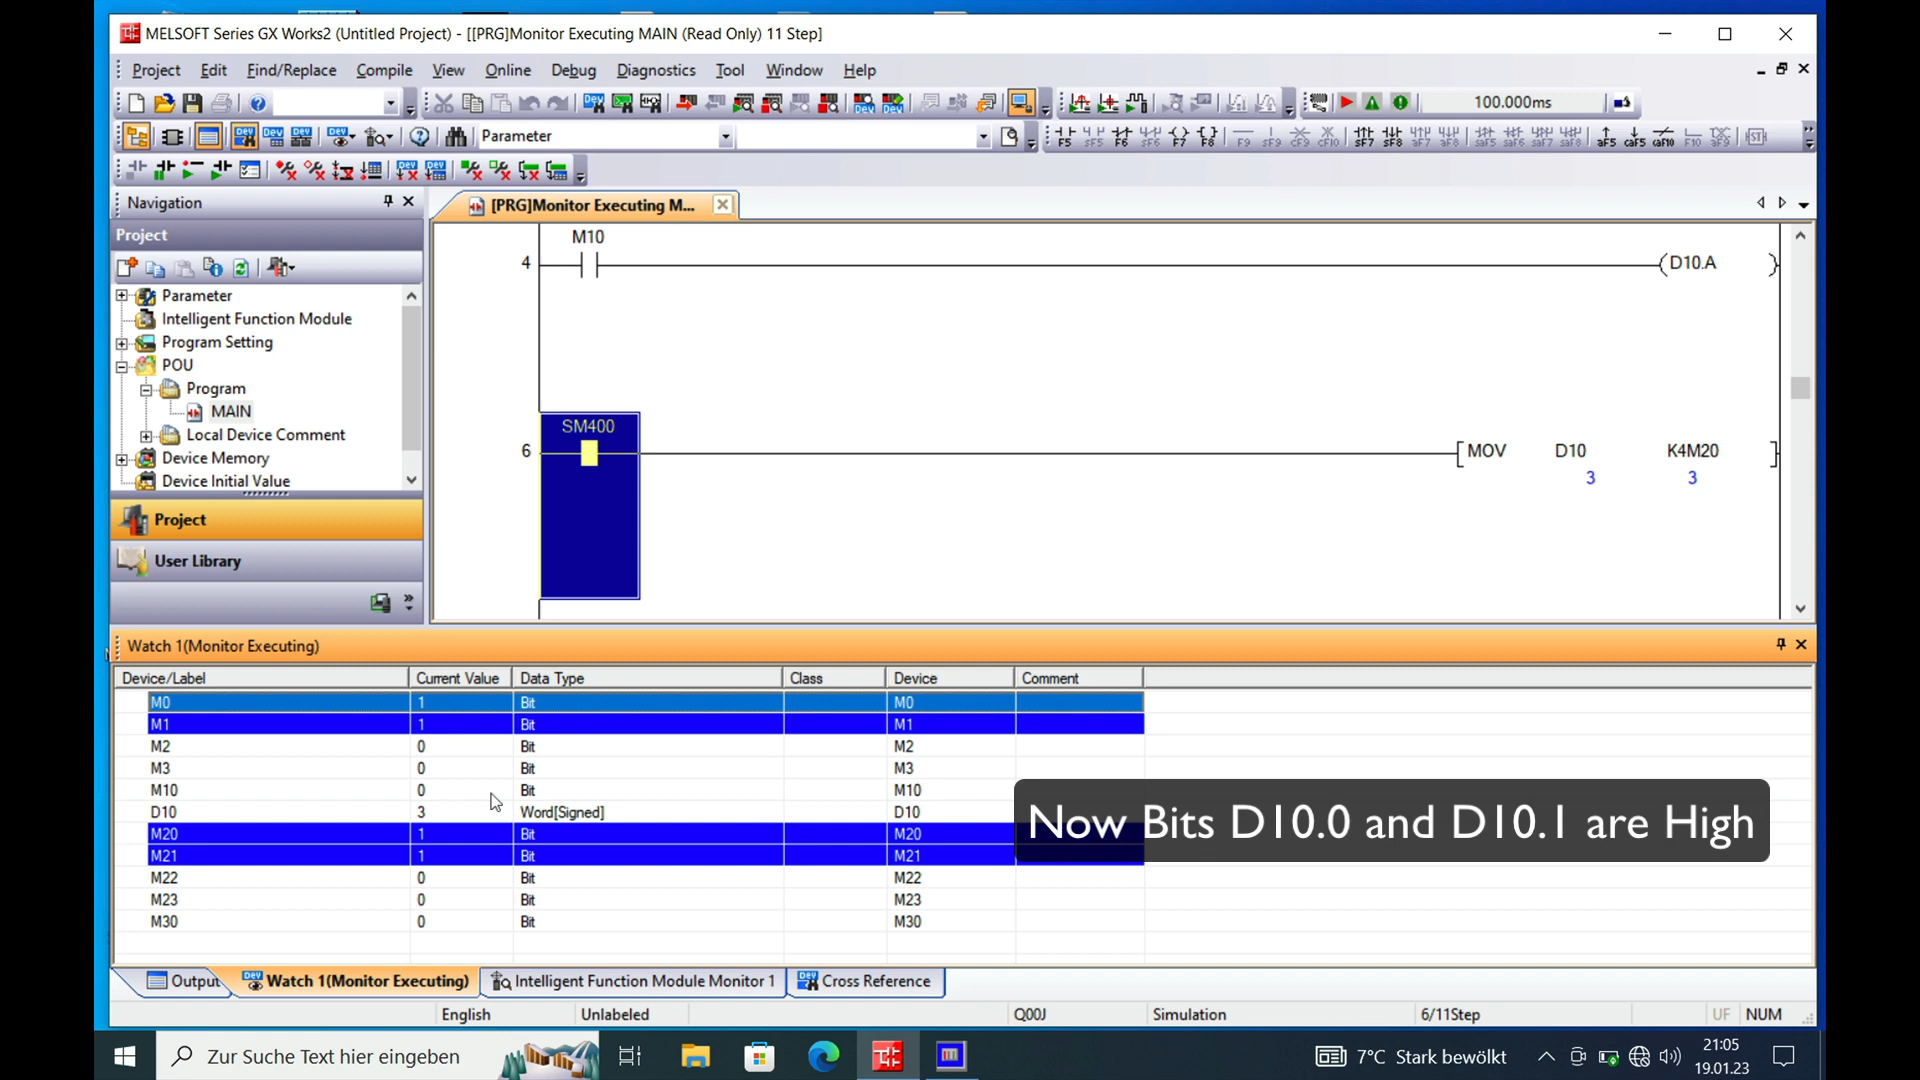 MELSOFT Series GX Works2 (Untitled Project) - [[PRG]Monitor Executing MAIN (Read Only) 11 Step]
Project Edit Find/Replace Compile View Online Debug Diagnostics Tool Window Help
100.000ms
Parameter
Navigation
[PRG]Monitor Executing M...
Project
Parameter
Intelligent Function Module
Program Setting
POU
Program
MAIN
Local Device Comment
Device Memory
Device Initial Value
Project
User Library
M10
4
D10.A
SM400
6
MOV D10 K4M20
3 3
Watch 1(Monitor Executing)
Device/Label Current Value Data Type Class Device Comment
M0 1 Bit M0
M1 1 Bit M1
M2 0 Bit M2
M3 0 Bit M3
M10 0 Bit M10
D10 3 Word[Signed] D10
M20 1 Bit M20
M21 1 Bit M21
M22 0 Bit M22
M23 0 Bit M23
M30 0 Bit M30
Now Bits D10.0 and D10.1 are High
Output Watch 1(Monitor Executing) Intelligent Function Module Monitor 1 Cross Reference
English Unlabeled Q00J Simulation 6/11Step UF NUM
Zur Suche Text hier eingeben
7°C Stark bewölkt
21:05
19.01.23